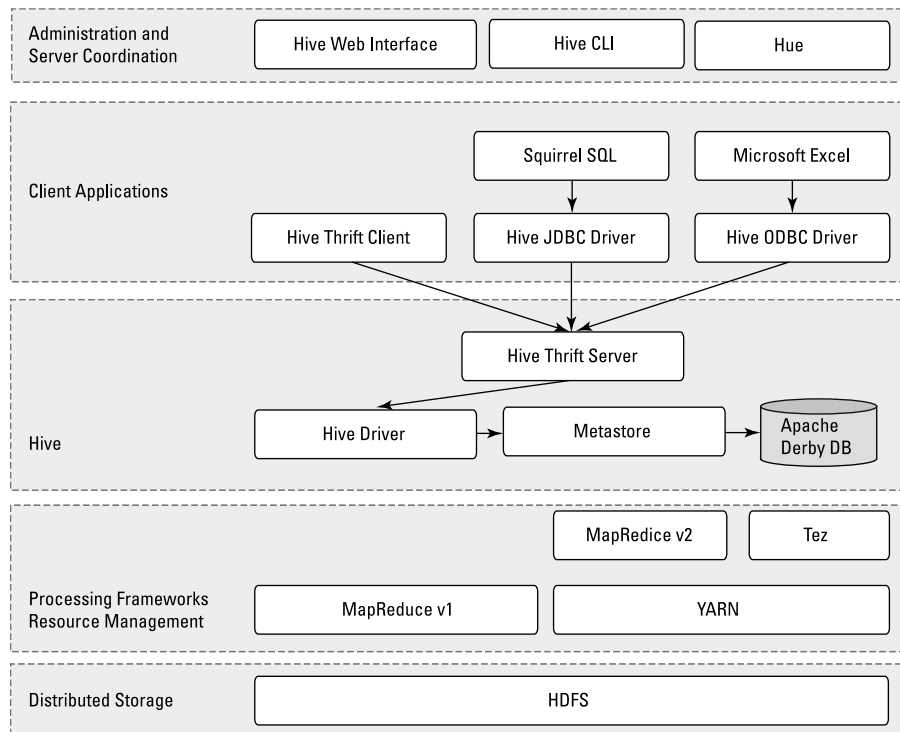 Administration and
Server Coordination
Hive Web Interface
Hive CLI
Hue
Squirrel SQL
Microsoft Excel
Client Applications
Hive Thrift Client
Hive JDBC Driver
Hive ODBC Driver
Hive Thrift Server
Hive
Hive Driver
Metastore
Apache
Derby DB
MapRedice v2
Tez
Processing Frameworks
Resource Management
MapReduce v1
YARN
Distributed Storage
HDFS